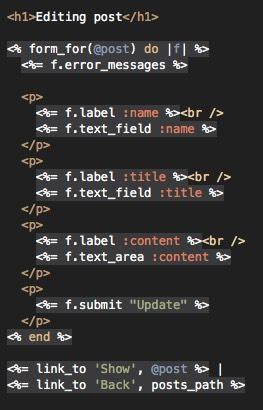 <h1>Editing post</h1>

<% form_for(@post) do |f| %>
  <%= f.error_messages %>

  <p>
    <%= f.label :name %><br />
    <%= f.text_field :name %>
  </p>
  <p>
    <%= f.label :title %><br />
    <%= f.text_field :title %>
  </p>
  <p>
    <%= f.label :content %><br />
    <%= f.text_area :content %>
  </p>
  <p>
    <%= f.submit "Update" %>
  </p>
<% end %>

<%= link_to 'Show', @post %> |
<%= link_to 'Back', posts_path %>